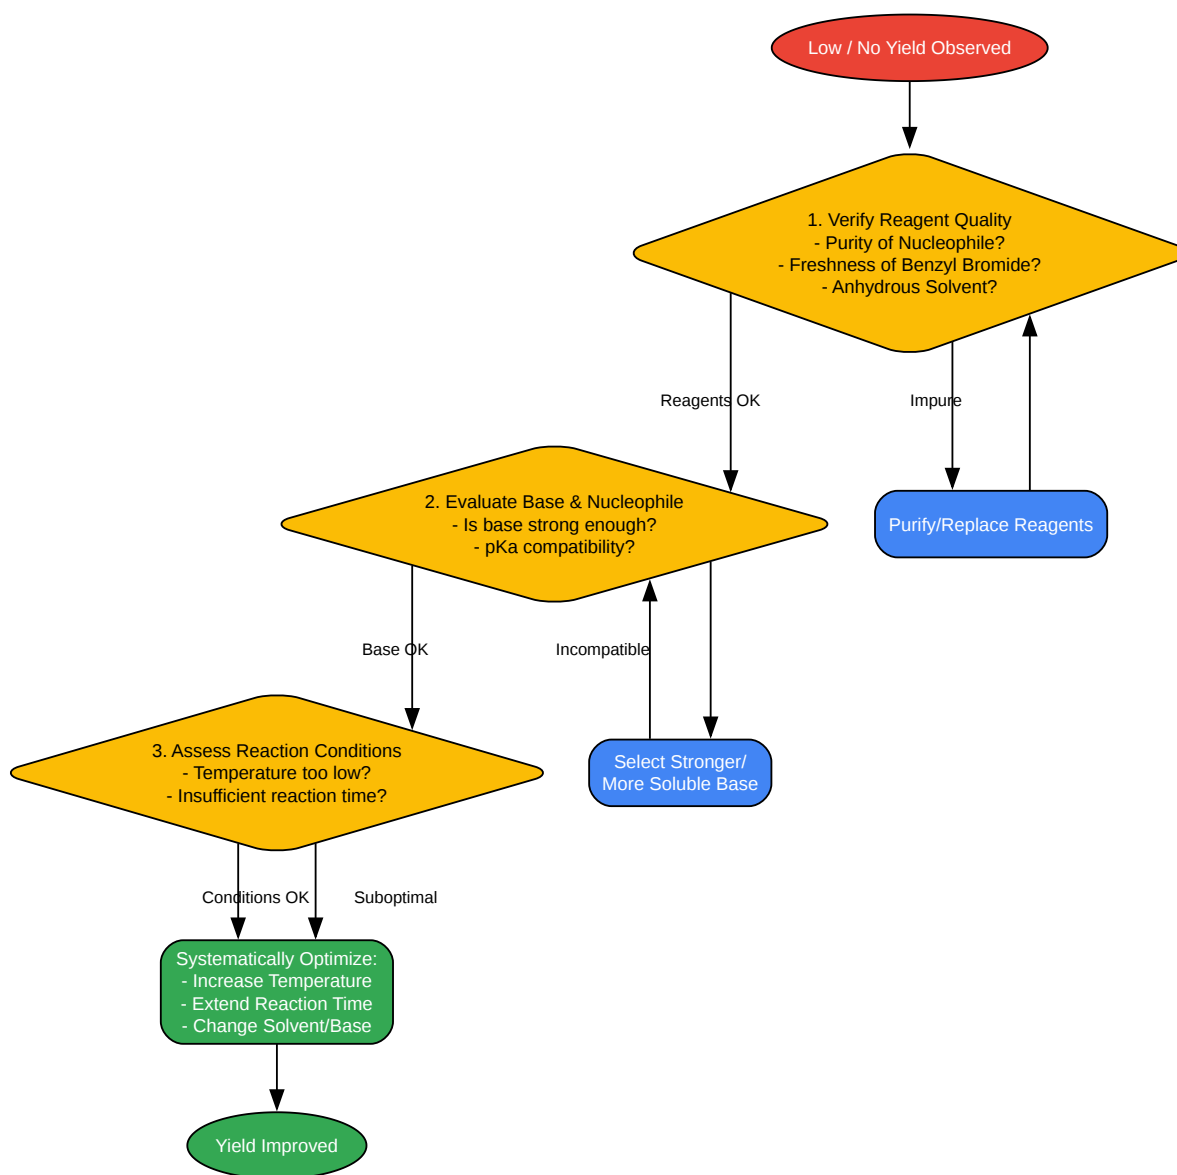 Low / No Yield Observed
1. Verify Reagent Quality
- Purity of Nucleophile?
- Freshness of Benzyl Bromide?
- Anhydrous Solvent?
Reagents OK
Impure
Purify/Replace Reagents
2. Evaluate Base & Nucleophile
- Is base strong enough?
- pKa compatibility?
Base OK
Incompatible
Select Stronger/
More Soluble Base
3. Assess Reaction Conditions
- Temperature too low?
- Insufficient reaction time?
Conditions OK
Suboptimal
Systematically Optimize:
- Increase Temperature
- Extend Reaction Time
- Change Solvent/Base
Yield Improved